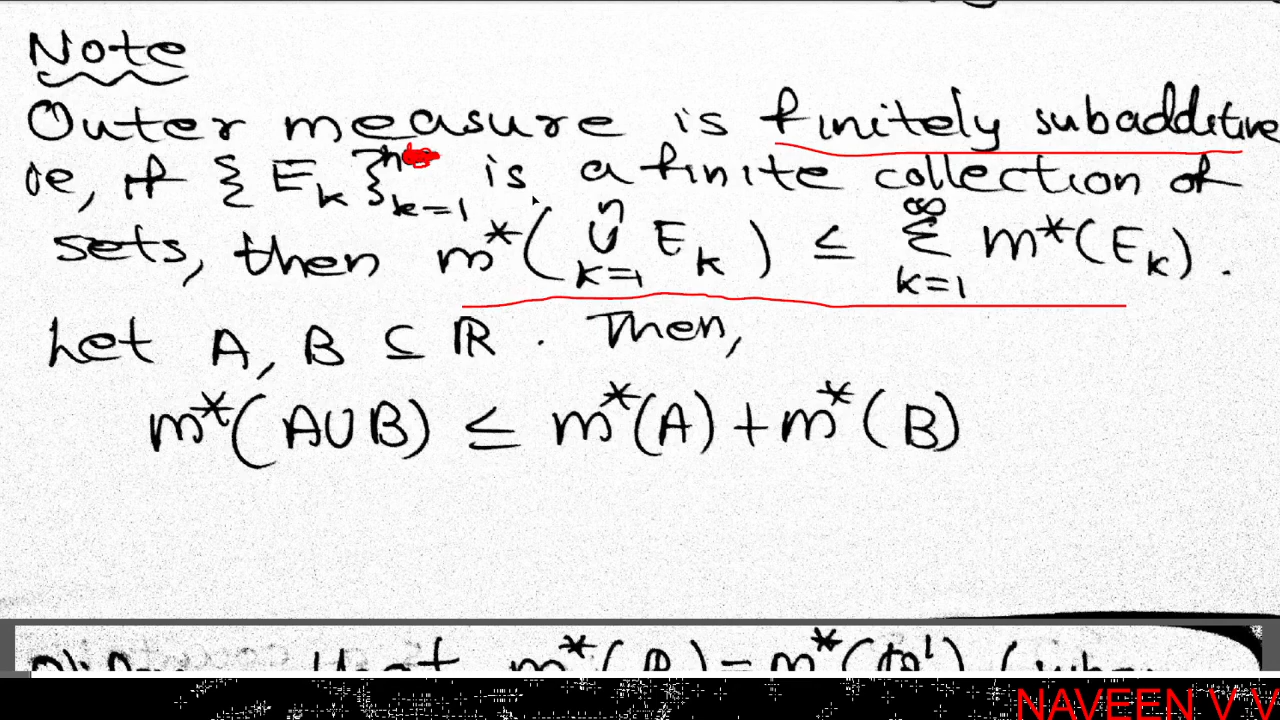 Note
Outer measure is finitely subadditive
ie, if { E_k }^n_{k=1} is a finite collection of
sets, then m*( ∪^n_{k=1} E_k ) ≤ Σ^∞_{k=1} m*(E_k).
Let A, B ⊆ ℝ. Then,
m*(A∪B) ≤ m*(A) + m*(B)
that m*(
NAVEEN V V